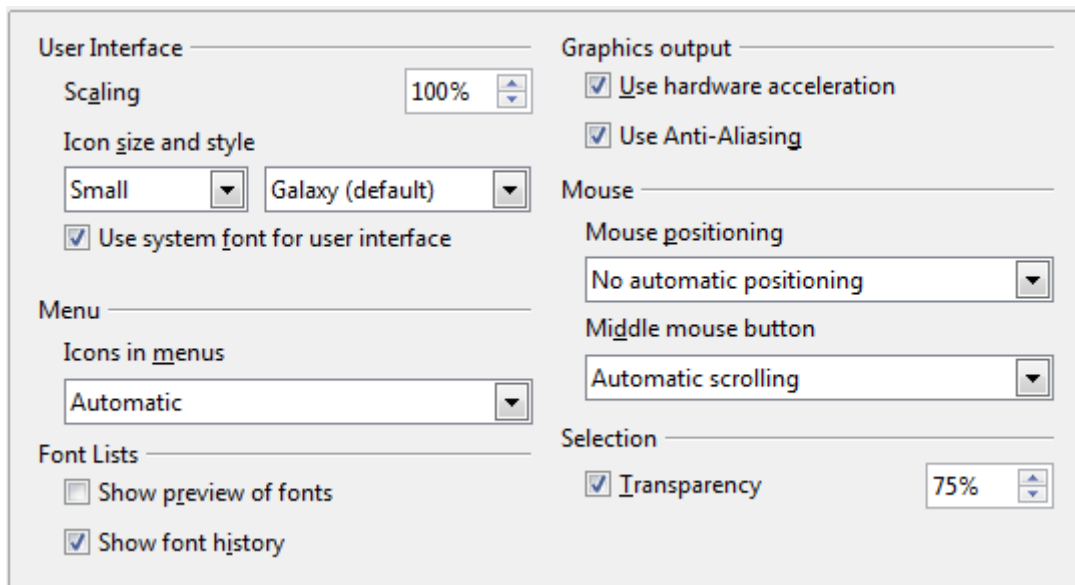 User Interface
Scaling 100%
Icon size and style
Small Galaxy (default)
Use system font for user interface
Menu
Icons in menus
Automatic
Font Lists
Show preview of fonts
Show font history
Graphics output
Use hardware acceleration
Use Anti-Aliasing
Mouse
Mouse positioning
No automatic positioning
Middle mouse button
Automatic scrolling
Selection
Transparency 75%